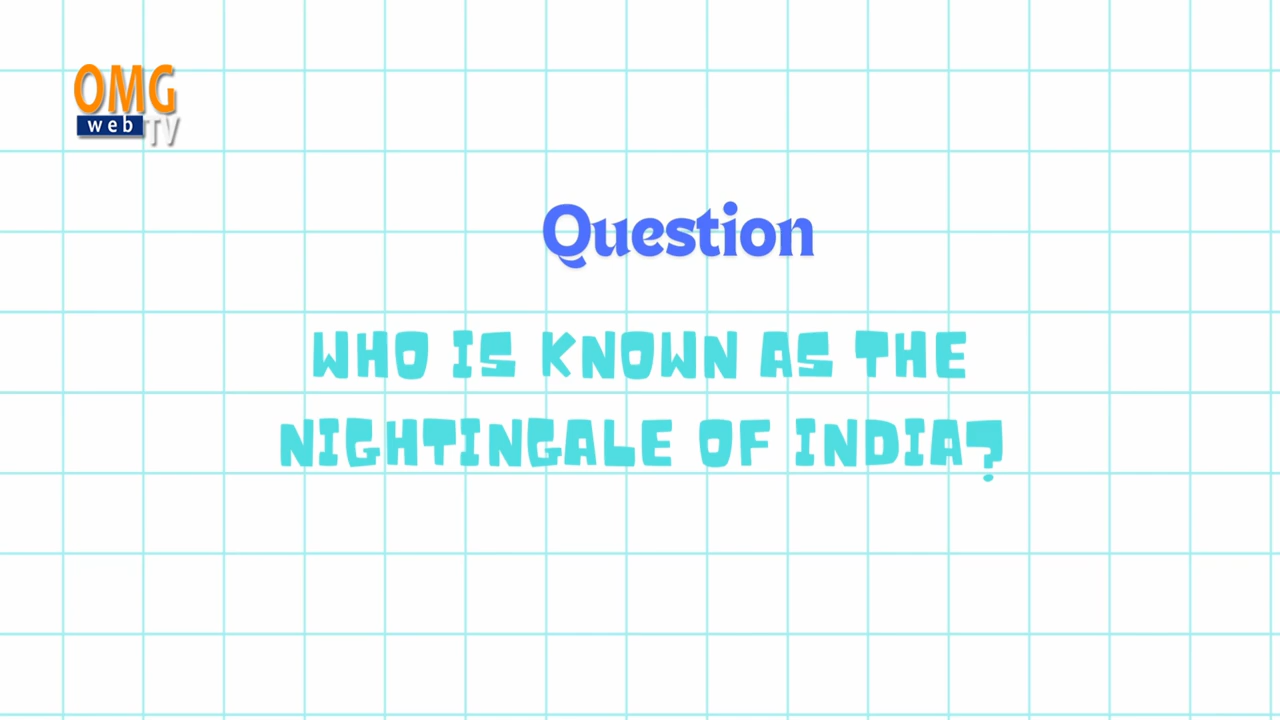 OMG
web TV
Question
WHO IS KNOWN AS THE
NIGHTINGALE OF INDIA?